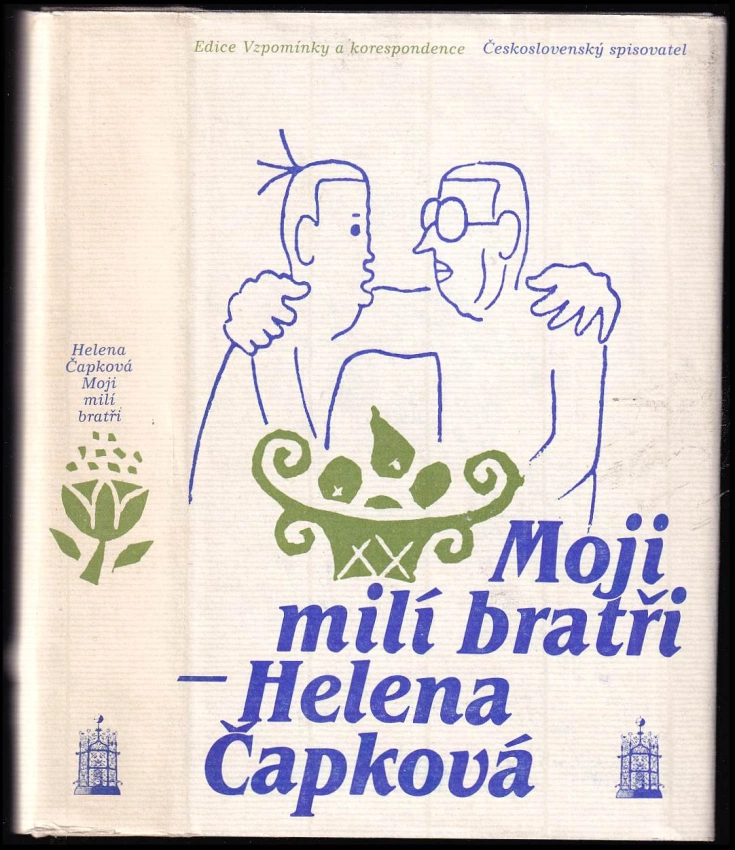 Edice Vzpomínky a korespondence Československý spisovatel
Helena
Čapková
Moji
milí
bratři
Moji
milí bratři
– Helena
Čapková